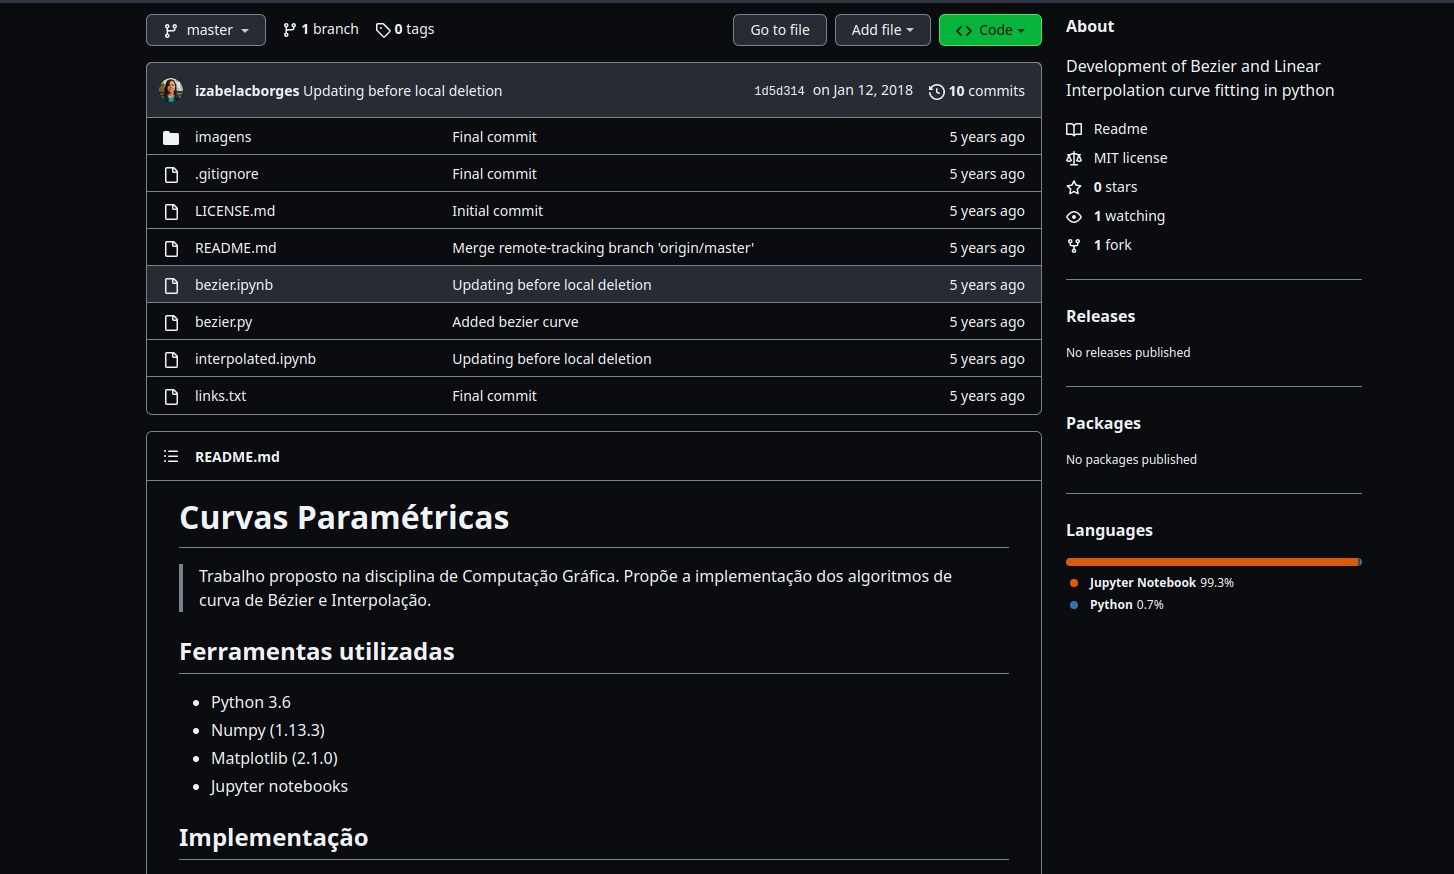 master
1 branch
0 tags
Go to file
Add file
Code
izabelacborges Updating before local deletion
1d5d314 on Jan 12, 2018
10 commits
imagens Final commit 5 years ago
.gitignore Final commit 5 years ago
LICENSE.md Initial commit 5 years ago
README.md Merge remote-tracking branch 'origin/master' 5 years ago
bezier.ipynb Updating before local deletion 5 years ago
bezier.py Added bezier curve 5 years ago
interpolated.ipynb Updating before local deletion 5 years ago
links.txt Final commit 5 years ago
README.md
Curvas Paramétricas
Trabalho proposto na disciplina de Computação Gráfica. Propõe a implementação dos algoritmos de
curva de Bézier e Interpolação.
Ferramentas utilizadas
Python 3.6
Numpy (1.13.3)
Matplotlib (2.1.0)
Jupyter notebooks
Implementação
About
Development of Bezier and Linear
Interpolation curve fitting in python
Readme
MIT license
0 stars
1 watching
1 fork
Releases
No releases published
Packages
No packages published
Languages
Jupyter Notebook 99.3%
Python 0.7%